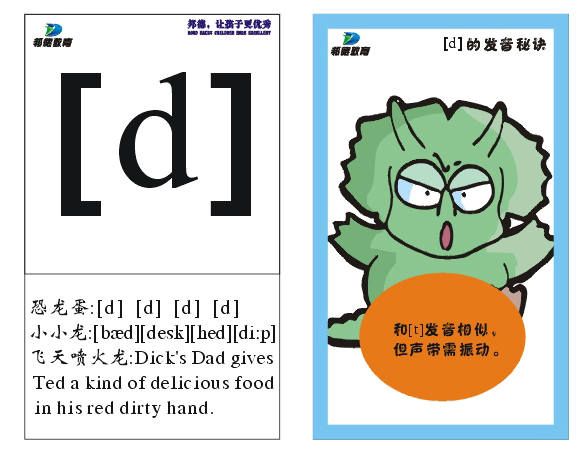 邦德教育
邦德，让孩子更优秀
BOND MAKES CHILDREN MORE EXCELLENT
[d]
恐龙蛋:[d] [d] [d] [d]
小小龙:[bæd][desk][hed][di:p]
飞天喷火龙:Dick's Dad gives
Ted a kind of delicious food
in his red dirty hand.
邦德教育
[d]的发音秘诀
和[t]发音相似。
但声带需振动。